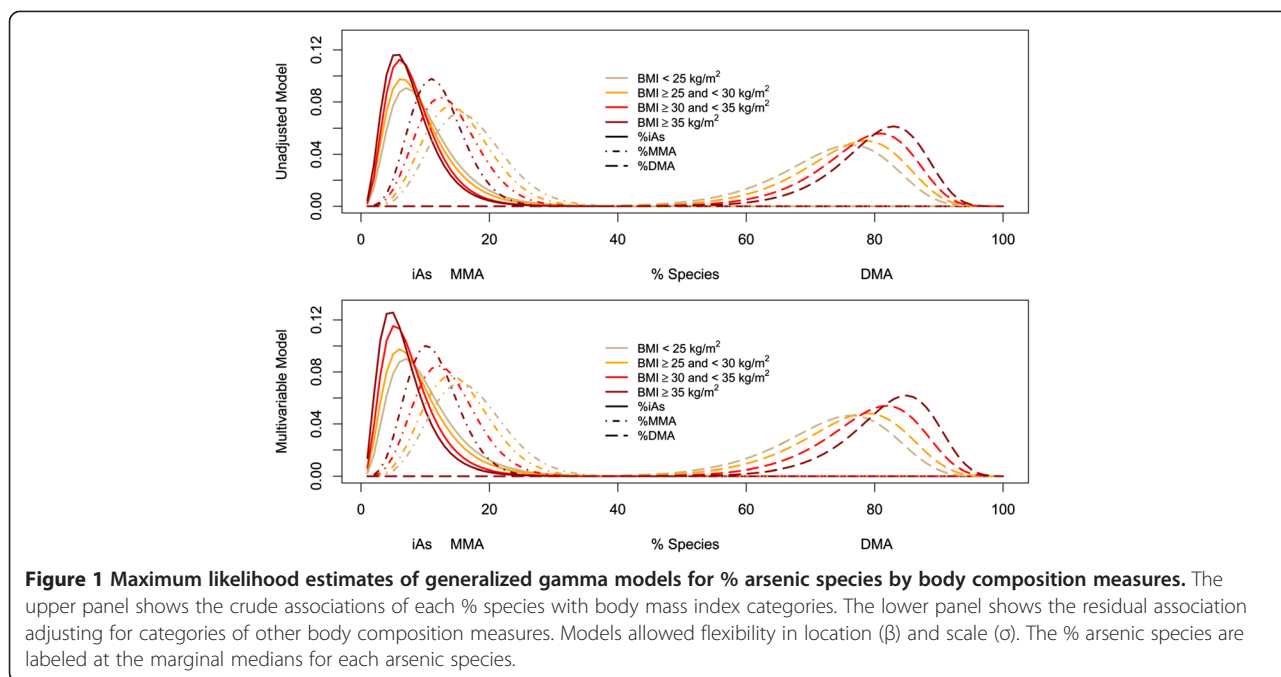 Unadjusted Model
0.12
0.08
0.04
0.00
BMI < 25 kg/m²
BMI ≥ 25 and < 30 kg/m²
BMI ≥ 30 and < 35 kg/m²
BMI ≥ 35 kg/m²
%iAs
%MMA
%DMA
0 20 40 60 80 100
iAs MMA % Species DMA
Multivariable Model
0.12
0.08
0.04
0.00
BMI < 25 kg/m²
BMI ≥ 25 and < 30 kg/m²
BMI ≥ 30 and < 35 kg/m²
BMI ≥ 35 kg/m²
%iAs
%MMA
%DMA
0 20 40 60 80 100
iAs MMA % Species DMA
Figure 1 Maximum likelihood estimates of generalized gamma models for % arsenic species by body composition measures. The
upper panel shows the crude associations of each % species with body mass index categories. The lower panel shows the residual association
adjusting for categories of other body composition measures. Models allowed flexibility in location (β) and scale (σ). The % arsenic species are
labeled at the marginal medians for each arsenic species.